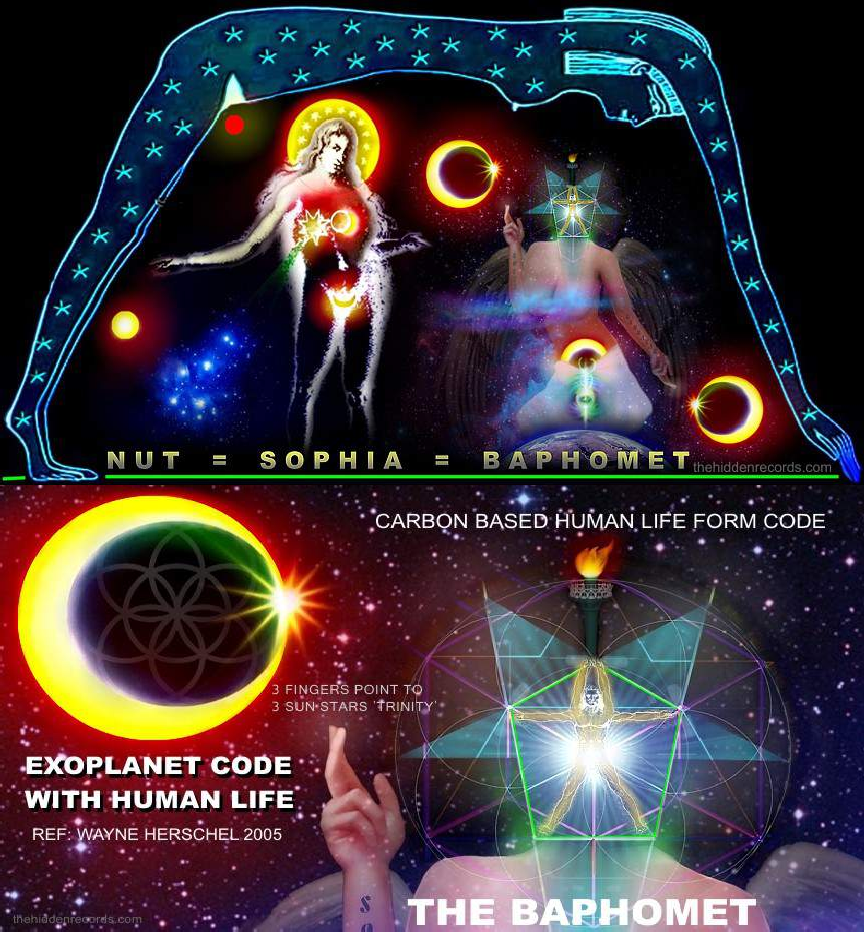 NUT = SOPHIA = BAPHOMET
thehiddenrecords.com
CARBON BASED HUMAN LIFE FORM CODE
3 FINGERS POINT TO
3 SUN-STARS 'TRINITY'
EXOPLANET CODE
WITH HUMAN LIFE
REF: WAYNE HERSCHEL 2005
thehiddenrecords.com
S
THE BAPHOMET